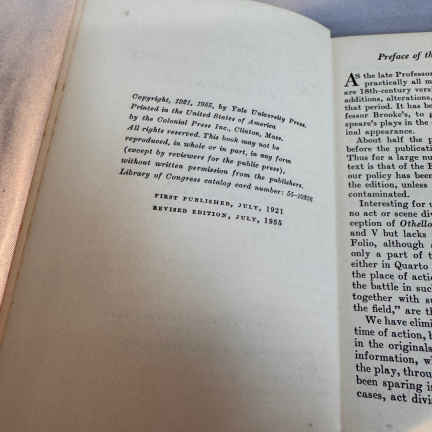 Copyright, 1921, 1955, by Yale University Press.
Printed in the United States of America
by the Colonial Press Inc., Clinton, Mass.
All rights reserved. This book may not be
reproduced, in whole or in part, in any form
(except by reviewers for the public press),
without written permission from the publishers.
Library of Congress catalog card number:
FIRST PUBLISHED, JULY, 1921
REVISED EDITION, JULY, 1955
Preface of th
As the late Professor
practically all m
are 18th-century vers
additions, alterations,
that period. It has be
fessor Brooke's, to g
speare's plays in the
inal appearance.
About half the p
before the publicati
Thus for a large nu
text is that of the E
our policy has been
the edition, unless
contaminated.
Interesting for u
no act or scene div
ception of Othello
and V but lacks
Folio, although
only a part of t
either in Quarto
the place of actio
the battle in suc
together with su
the field," are th
We have elimi
time of action, b
in the originals
information, w
the play, throu
been sparing i
cases, act divi